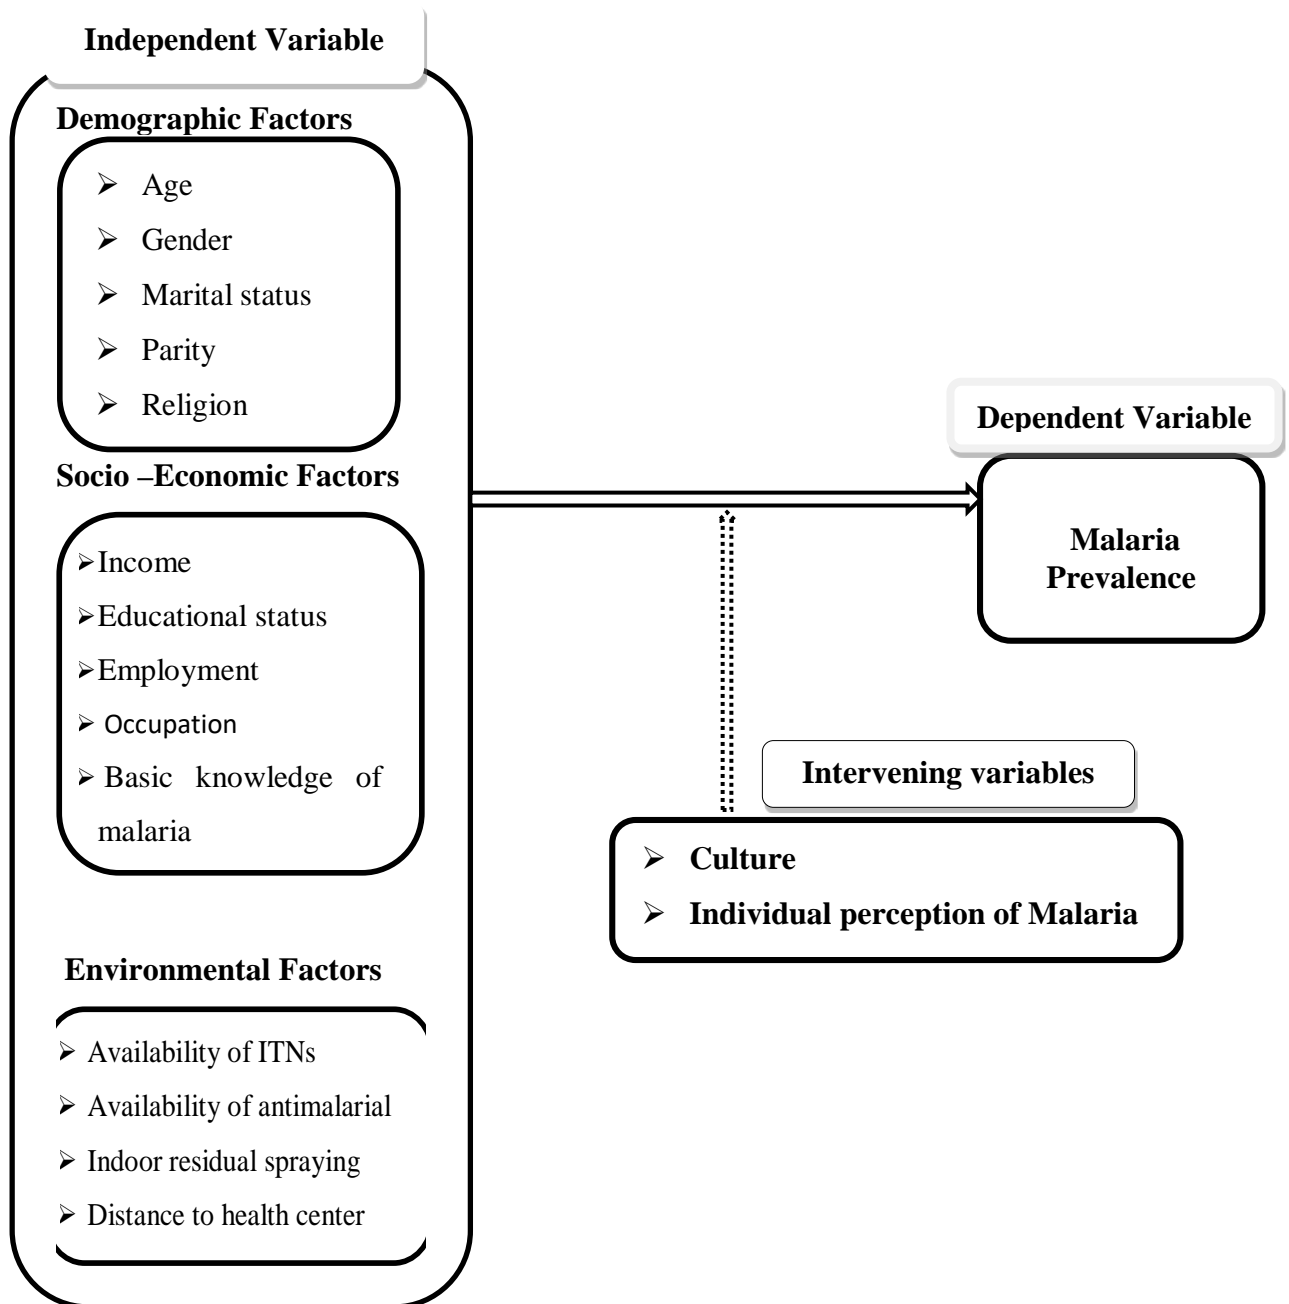 Independent Variable
Demographic Factors
➢ Age
➢ Gender
➢ Marital status
➢ Parity
➢ Religion
Socio –Economic Factors
➢Income
➢Educational status
➢Employment
➢ Occupation
➢ Basic knowledge of
malaria
Environmental Factors
➢ Availability of ITNs
➢ Availability of antimalarial
➢ Indoor residual spraying
➢ Distance to health center
Dependent Variable
Malaria
Prevalence
Intervening variables
➢ Culture
➢ Individual perception of Malaria